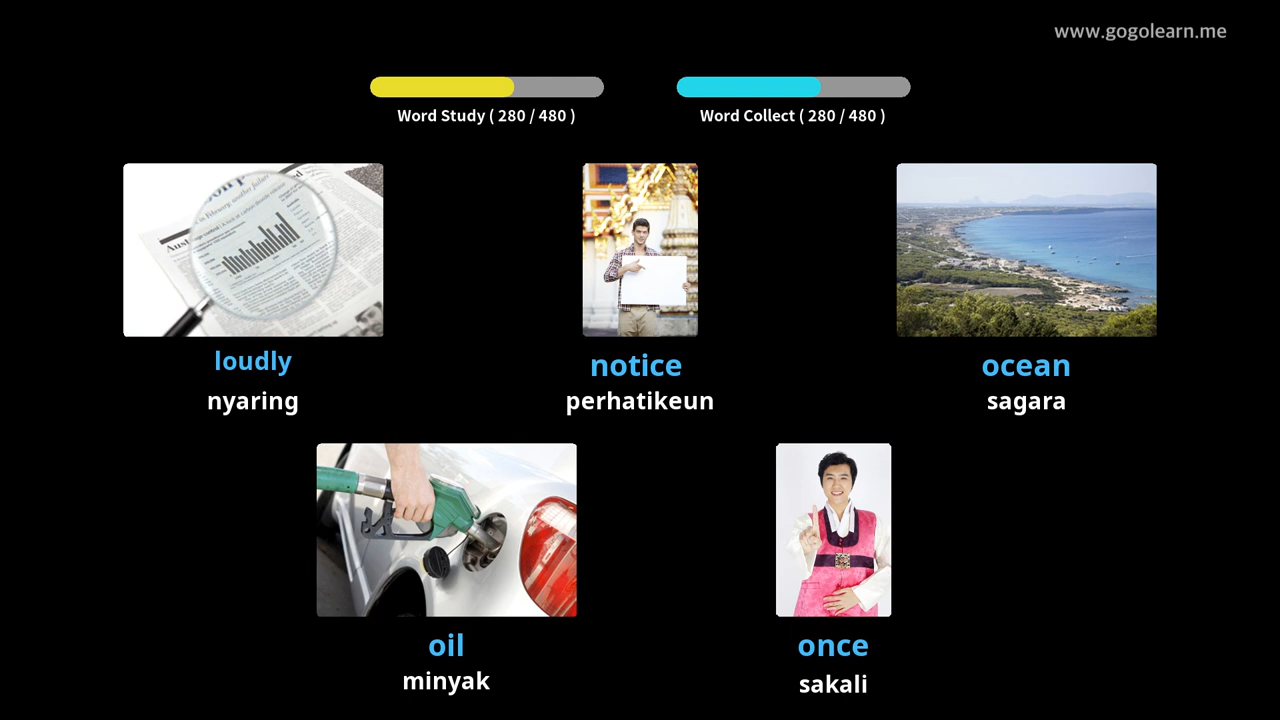 www.gogolearn.me
Word Study ( 280 / 480 )
Word Collect ( 280 / 480 )
loudly
nyaring
notice
perhatikeun
ocean
sagara
oil
minyak
once
sakali